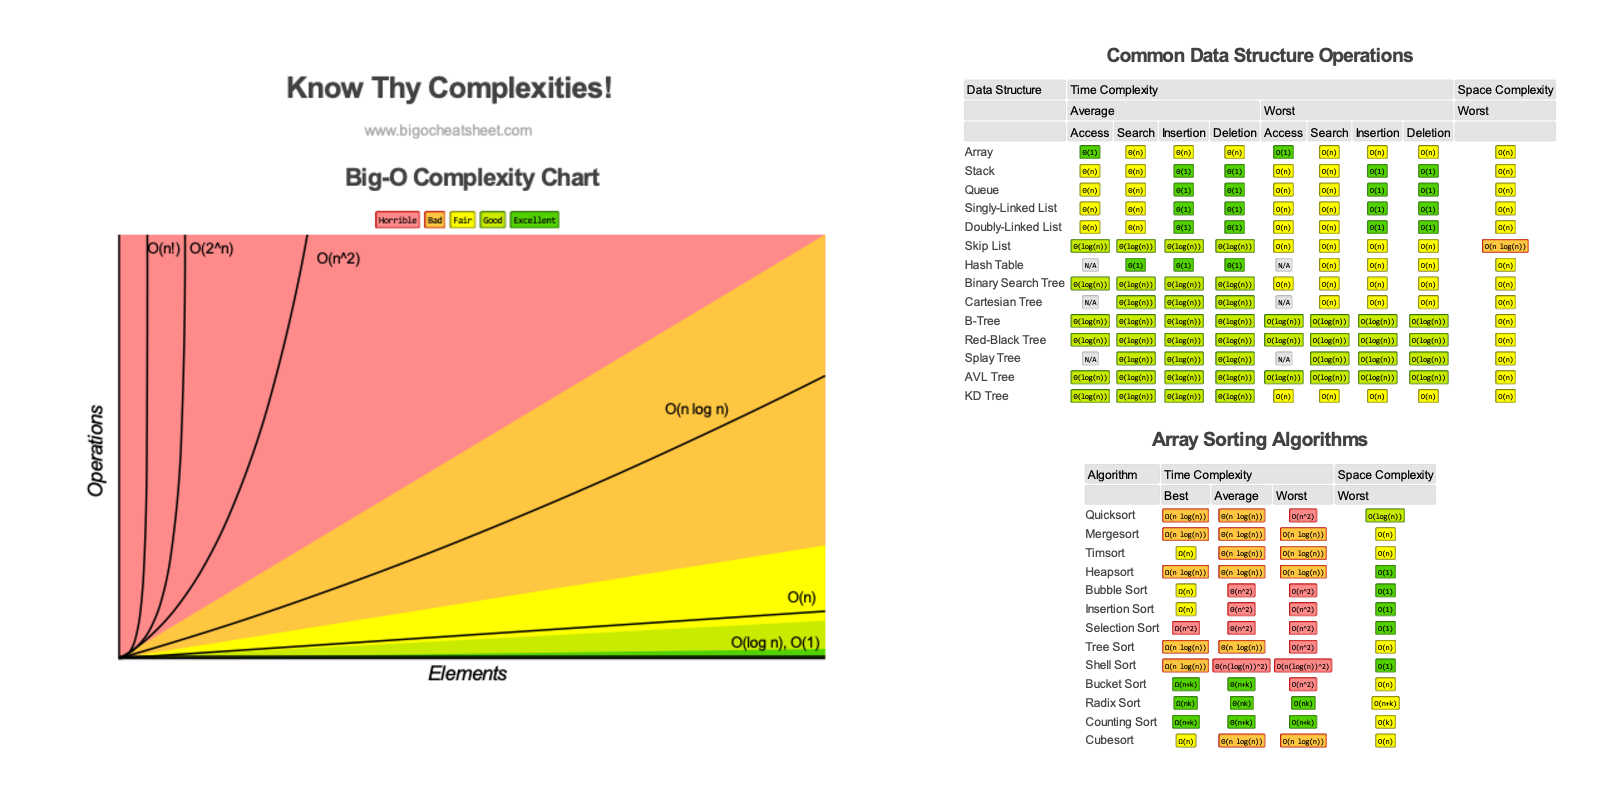 Know Thy Complexities!
www.bigocheatsheet.com
Big-O Complexity Chart
Horrible Bad Fair Good Excellent
O(n!) O(2^n) O(n^2)
O(n log n)
O(n)
O(log n), O(1)
Operations
Elements
Common Data Structure Operations
Data Structure Time Complexity Space Complexity
Average Worst Worst
Access Search Insertion Deletion Access Search Insertion Deletion
Array Θ(1) Θ(n) Θ(n) Θ(n) O(1) O(n) O(n) O(n) O(n)
Stack Θ(n) Θ(n) Θ(1) Θ(1) O(n) O(n) O(1) O(1) O(n)
Queue Θ(n) Θ(n) Θ(1) Θ(1) O(n) O(n) O(1) O(1) O(n)
Singly-Linked List Θ(n) Θ(n) Θ(1) Θ(1) O(n) O(n) O(1) O(1) O(n)
Doubly-Linked List Θ(n) Θ(n) Θ(1) Θ(1) O(n) O(n) O(1) O(1) O(n)
Skip List Θ(log(n)) Θ(log(n)) Θ(log(n)) Θ(log(n)) O(n) O(n) O(n) O(n) O(n log(n))
Hash Table N/A Θ(1) Θ(1) Θ(1) N/A O(n) O(n) O(n) O(n)
Binary Search Tree Θ(log(n)) Θ(log(n)) Θ(log(n)) Θ(log(n)) O(n) O(n) O(n) O(n) O(n)
Cartesian Tree N/A Θ(log(n)) Θ(log(n)) Θ(log(n)) N/A O(n) O(n) O(n) O(n)
B-Tree Θ(log(n)) Θ(log(n)) Θ(log(n)) Θ(log(n)) O(log(n)) O(log(n)) O(log(n)) O(log(n)) O(n)
Red-Black Tree Θ(log(n)) Θ(log(n)) Θ(log(n)) Θ(log(n)) O(log(n)) O(log(n)) O(log(n)) O(log(n)) O(n)
Splay Tree N/A Θ(log(n)) Θ(log(n)) Θ(log(n)) N/A O(log(n)) O(log(n)) O(log(n)) O(n)
AVL Tree Θ(log(n)) Θ(log(n)) Θ(log(n)) Θ(log(n)) O(log(n)) O(log(n)) O(log(n)) O(log(n)) O(n)
KD Tree Θ(log(n)) Θ(log(n)) Θ(log(n)) Θ(log(n)) O(n) O(n) O(n) O(n) O(n)
Array Sorting Algorithms
Algorithm Time Complexity Space Complexity
Best Average Worst Worst
Quicksort Ω(n log(n)) Θ(n log(n)) O(n^2) O(log(n))
Mergesort Ω(n log(n)) Θ(n log(n)) O(n log(n)) O(n)
Timsort Ω(n) Θ(n log(n)) O(n log(n)) O(n)
Heapsort Ω(n log(n)) Θ(n log(n)) O(n log(n)) O(1)
Bubble Sort Ω(n) Θ(n^2) O(n^2) O(1)
Insertion Sort Ω(n) Θ(n^2) O(n^2) O(1)
Selection Sort Ω(n^2) Θ(n^2) O(n^2) O(1)
Tree Sort Ω(n log(n)) Θ(n log(n)) O(n^2) O(n)
Shell Sort Ω(n log(n)) Θ(n(log(n))^2) O(n(log(n))^2) O(1)
Bucket Sort Ω(n+k) Θ(n+k) O(n^2) O(n)
Radix Sort Ω(nk) Θ(nk) O(nk) O(n+k)
Counting Sort Ω(n+k) Θ(n+k) O(n+k) O(k)
Cubesort Ω(n) Θ(n log(n)) O(n log(n)) O(n)